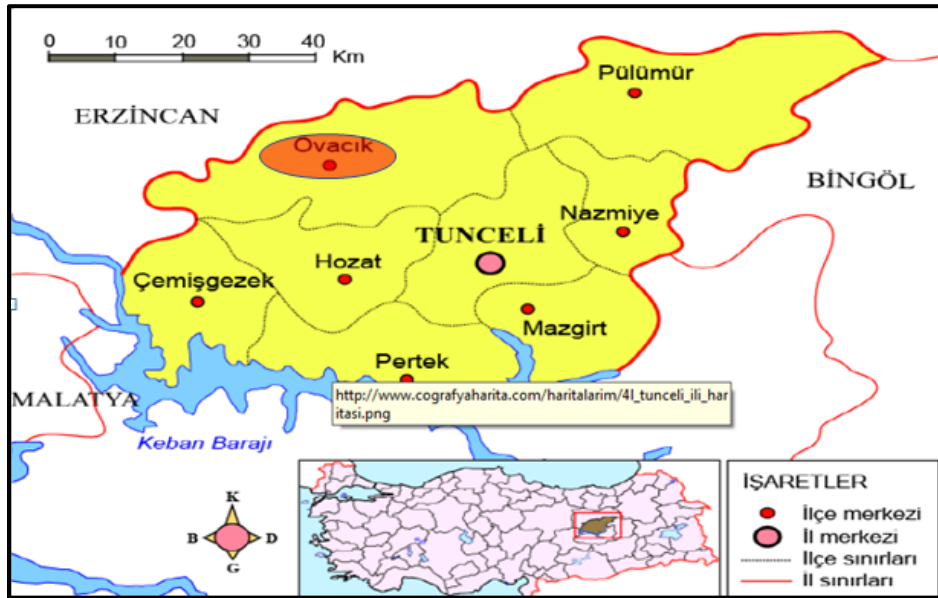 0 10 20 30 40
Km
Pülümür
ERZİNCAN
Ovacık
BİNGÖL
Nazmiye
TUNCELİ
Hozat
Çemişgezek
Mazgirt
Pertek
http://www.cografyaharita.com/haritalarim/4l_tunceli_ili_har
itasi.png
MALATYA
Keban Barajı
K
B D
G
İŞARETLER
İlçe merkezi
İl merkezi
İlçe sınırları
İl sınırları